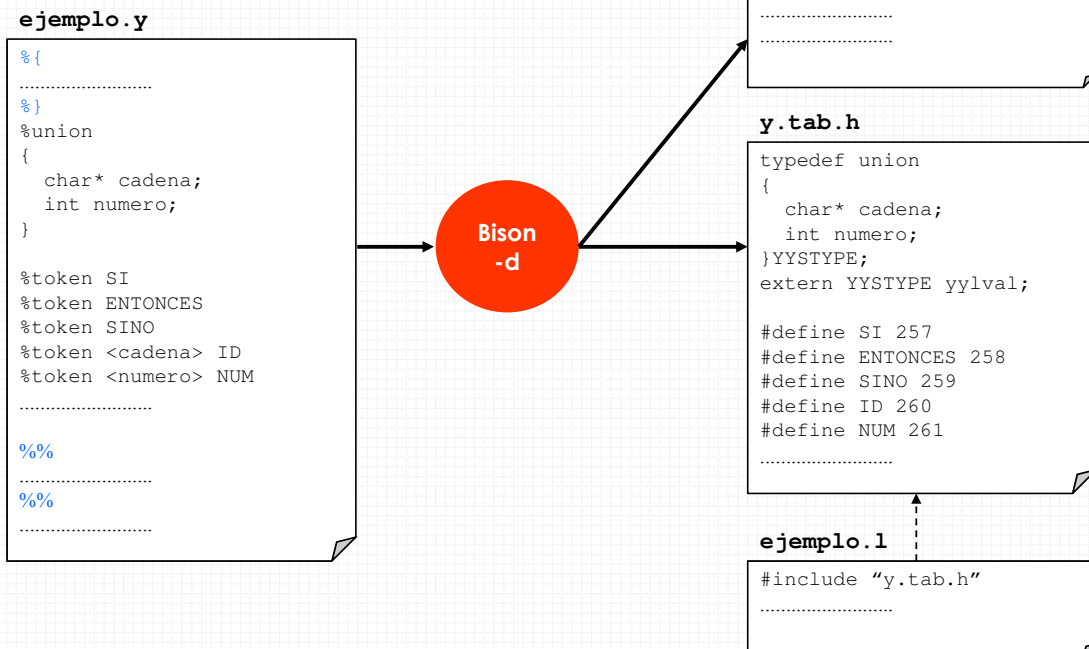 ejemplo.y
%{
.........................
%}
%union
{
  char* cadena;
  int numero;
}
%token SI
%token ENTONCES
%token SINO
%token <cadena> ID
%token <numero> NUM
.........................
%%
.........................
%%
.........................
Bison
-d
.........................
.........................
y.tab.h
typedef union
{
  char* cadena;
  int numero;
}YYSTYPE;
extern YYSTYPE yylval;
#define SI 257
#define ENTONCES 258
#define SINO 259
#define ID 260
#define NUM 261
.........................
ejemplo.l
#include “y.tab.h”
.........................